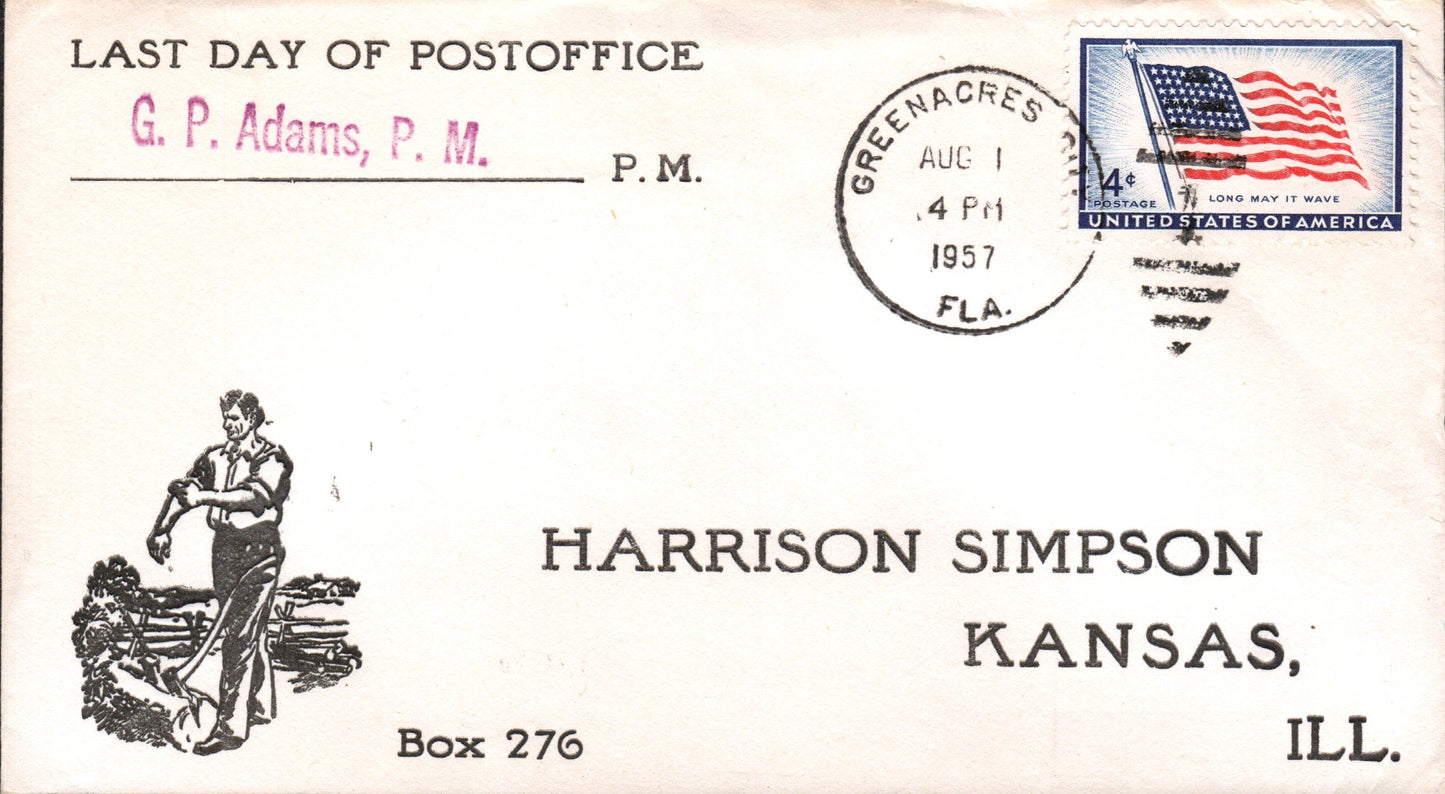 LAST DAY OF POSTOFFICE
G. P. Adams, P. M.
P.M.
GREENACRES
AUG 1
4 PM
1957
FLA.
4¢
POSTAGE
LONG MAY IT WAVE
UNITED STATES OF AMERICA
HARRISON SIMPSON
KANSAS,
ILL.
Box 276